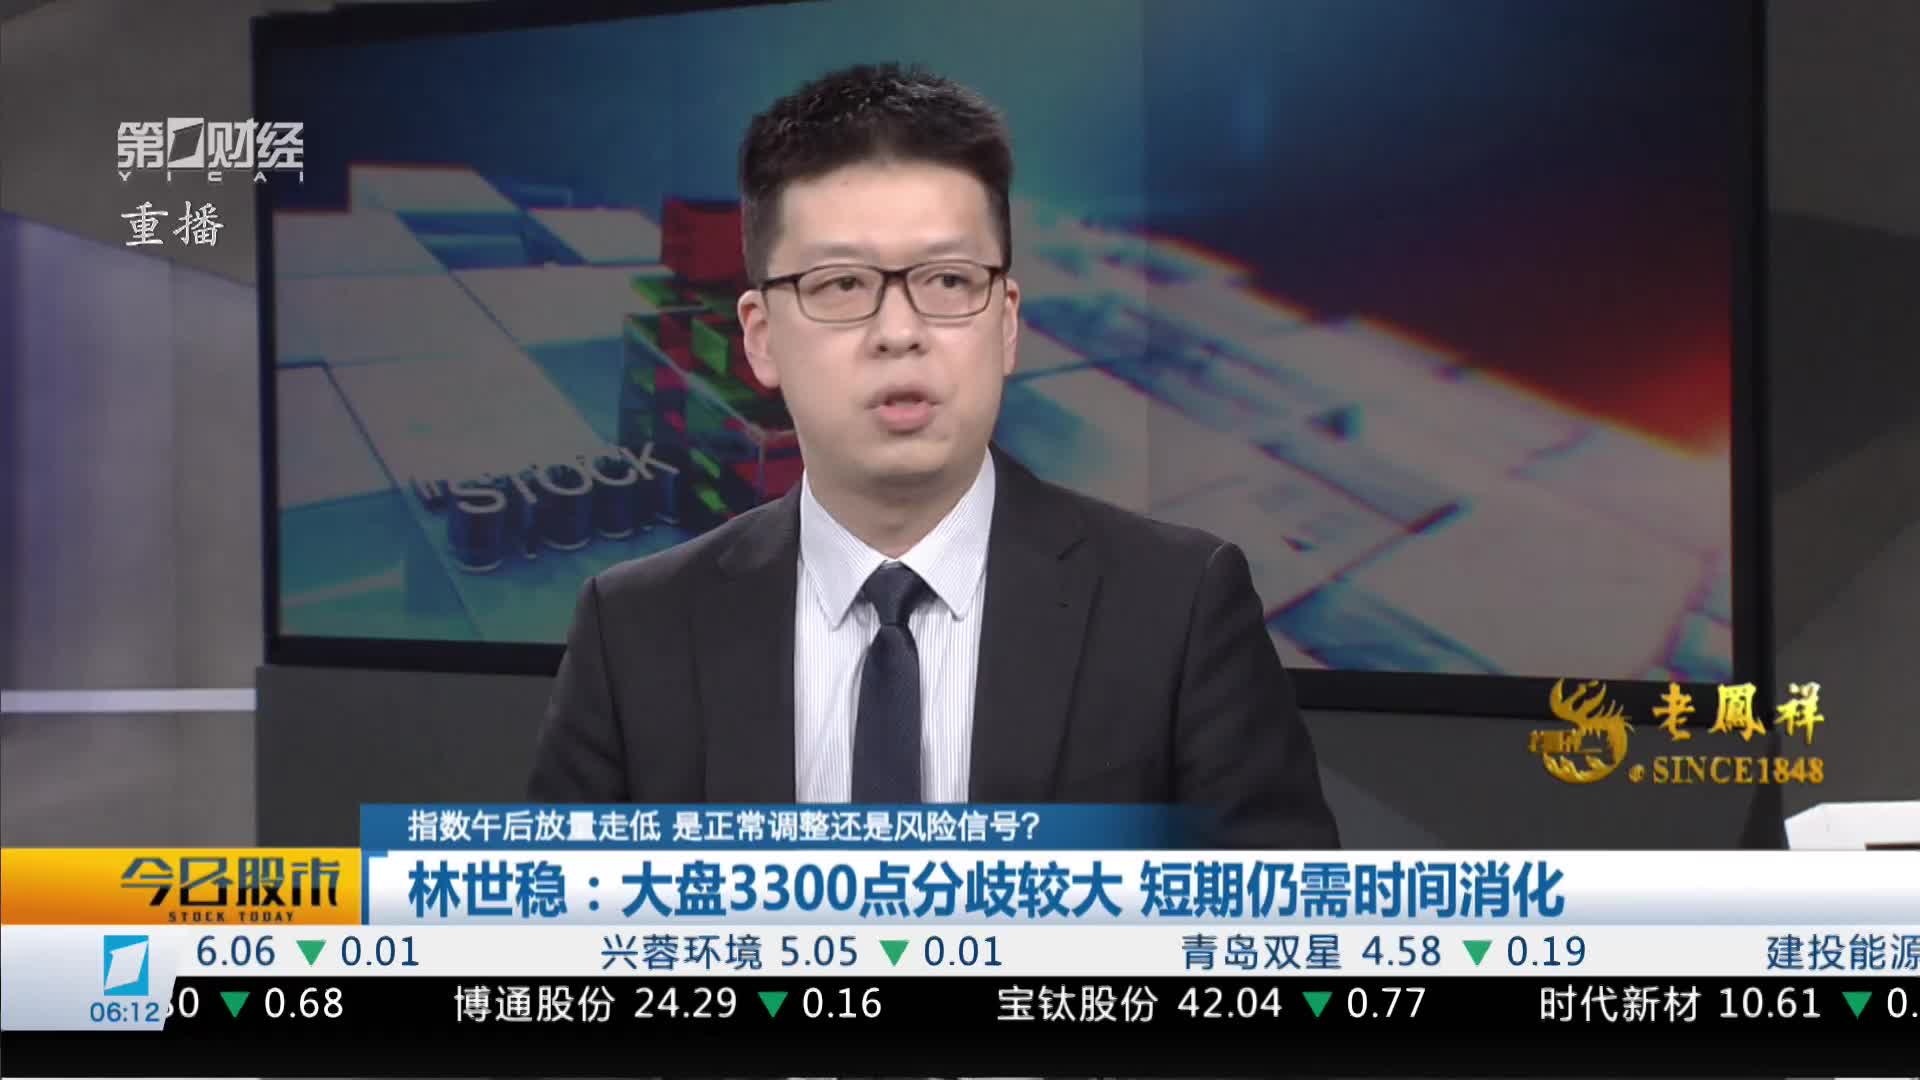 第1财经
YICAI
重播
STOCK
老鳳祥
SINCE1848
指数午后放量走低 是正常调整还是风险信号？
今日股市
STOCK TODAY
林世稳：大盘3300点分歧较大 短期仍需时间消化
6.06 ▼ 0.01 兴蓉环境 5.05 ▼ 0.01 青岛双星 4.58 ▼ 0.19 建投能源
06:12
0 ▼ 0.68 博通股份 24.29 ▼ 0.16 宝钛股份 42.04 ▼ 0.77 时代新材 10.61 ▼ 0.